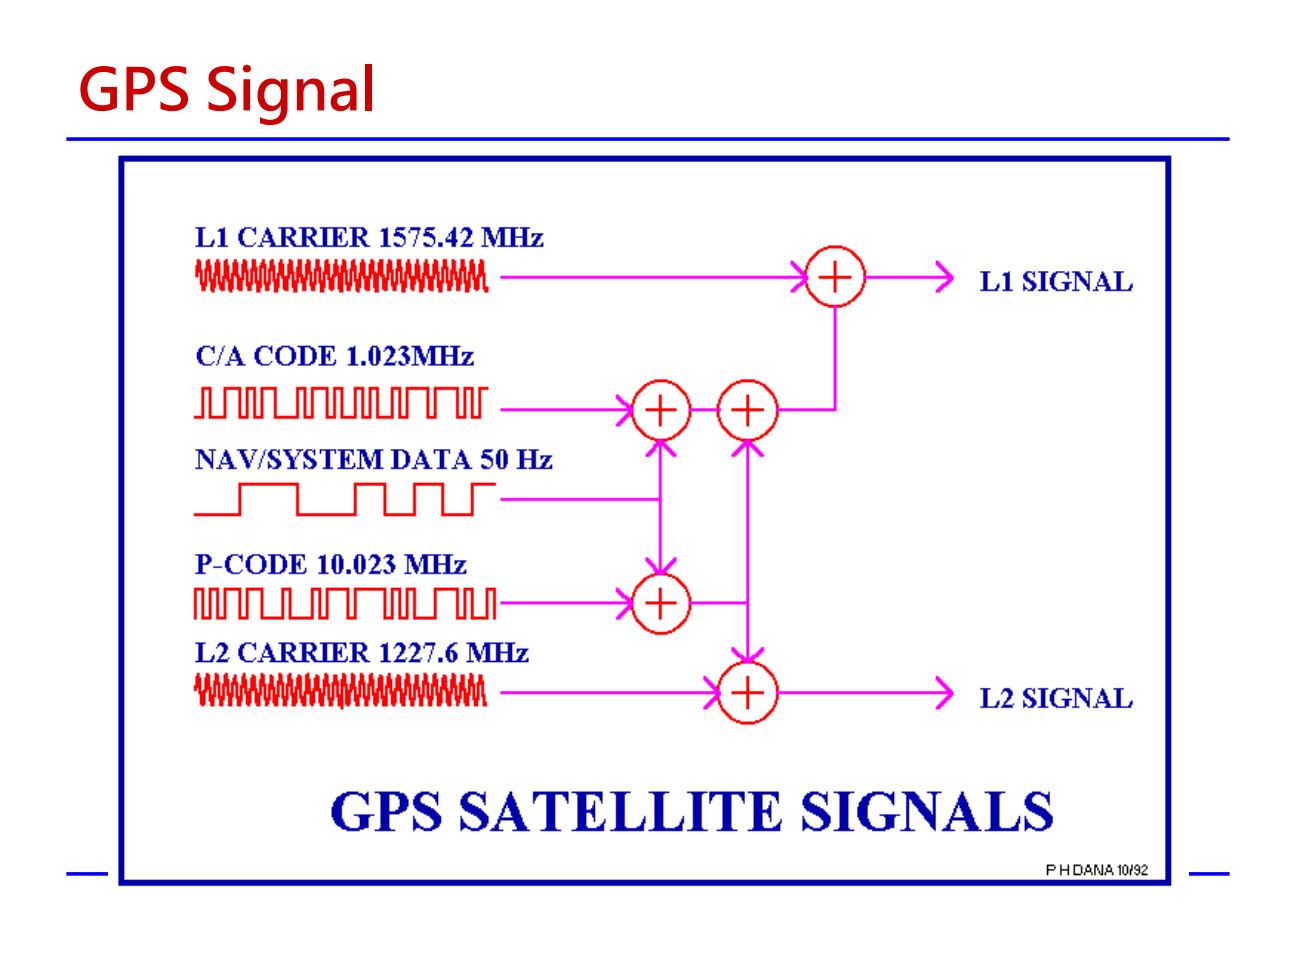 GPS Signal
L1 CARRIER 1575.42 MHz
L1 SIGNAL
C/A CODE 1.023MHz
NAV/SYSTEM DATA 50 Hz
P-CODE 10.023 MHz
L2 CARRIER 1227.6 MHz
L2 SIGNAL
GPS SATELLITE SIGNALS
P H DANA 10/92